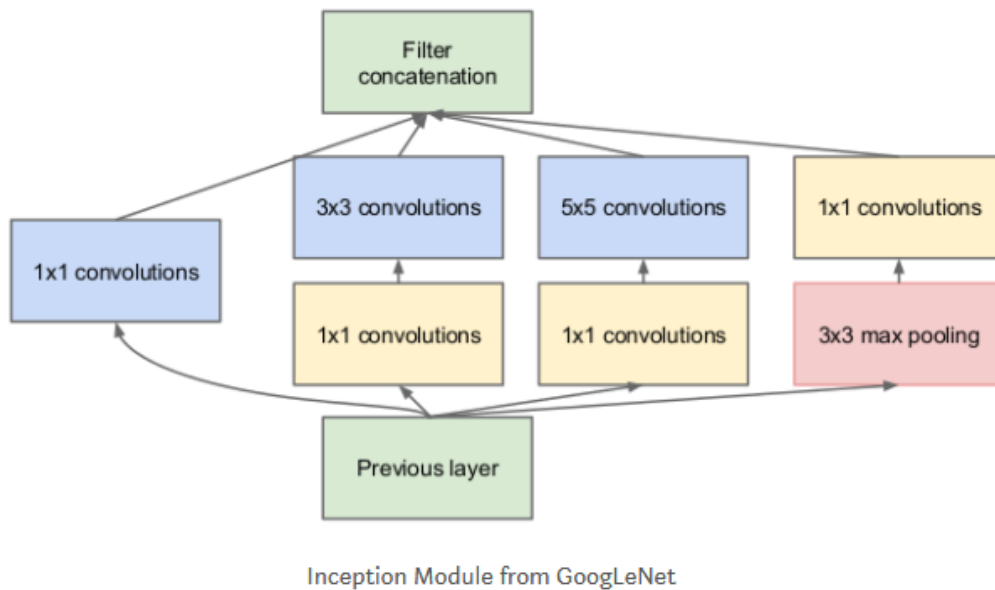 Filter
concatenation
3x3 convolutions
5x5 convolutions
1x1 convolutions
1x1 convolutions
1x1 convolutions
1x1 convolutions
3x3 max pooling
Previous layer
Inception Module from GoogLeNet